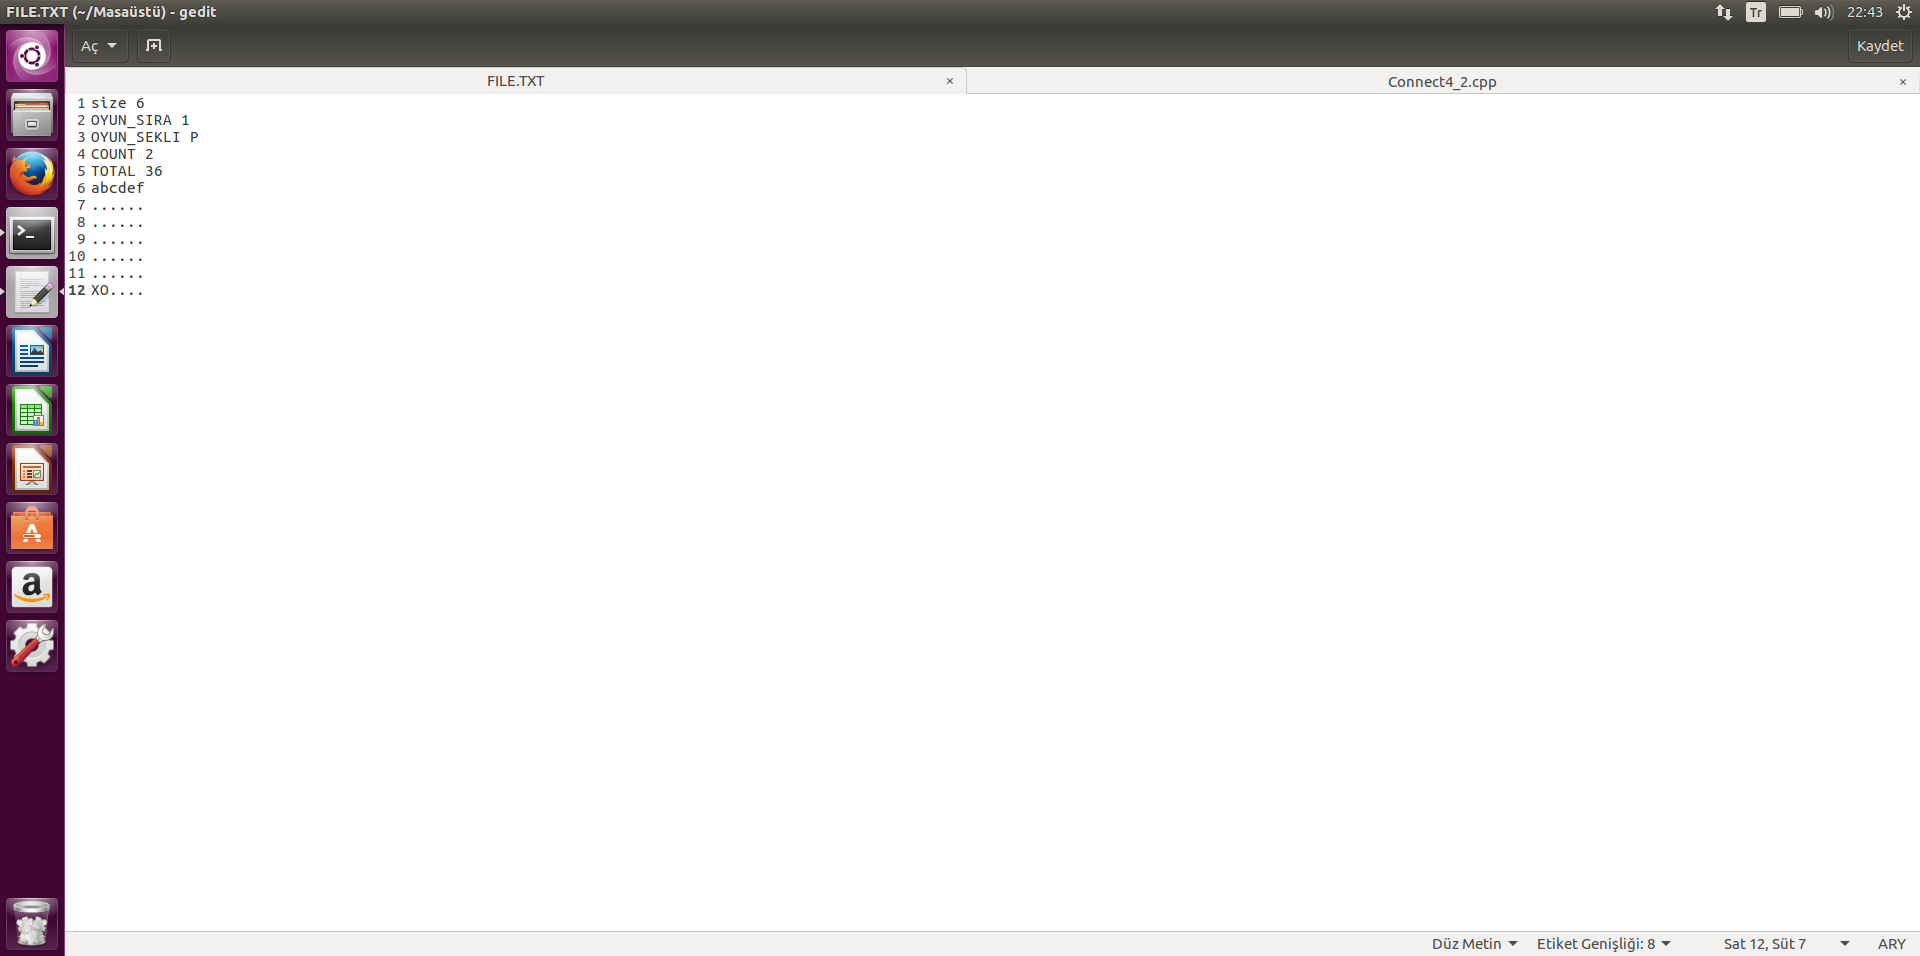 FILE.TXT (~/Masaüstü) - gedit
Tr
22:43
Aç
Kaydet
FILE.TXT ×
Connect4_2.cpp ×
1 size 6
2 OYUN_SIRA 1
3 OYUN_SEKLI P
4 COUNT 2
5 TOTAL 36
6 abcdef
7 ......
8 ......
9 ......
10 ......
11 ......
12 XO....
Düz Metin
Etiket Genişliği: 8
Sat 12, Süt 7
ARY